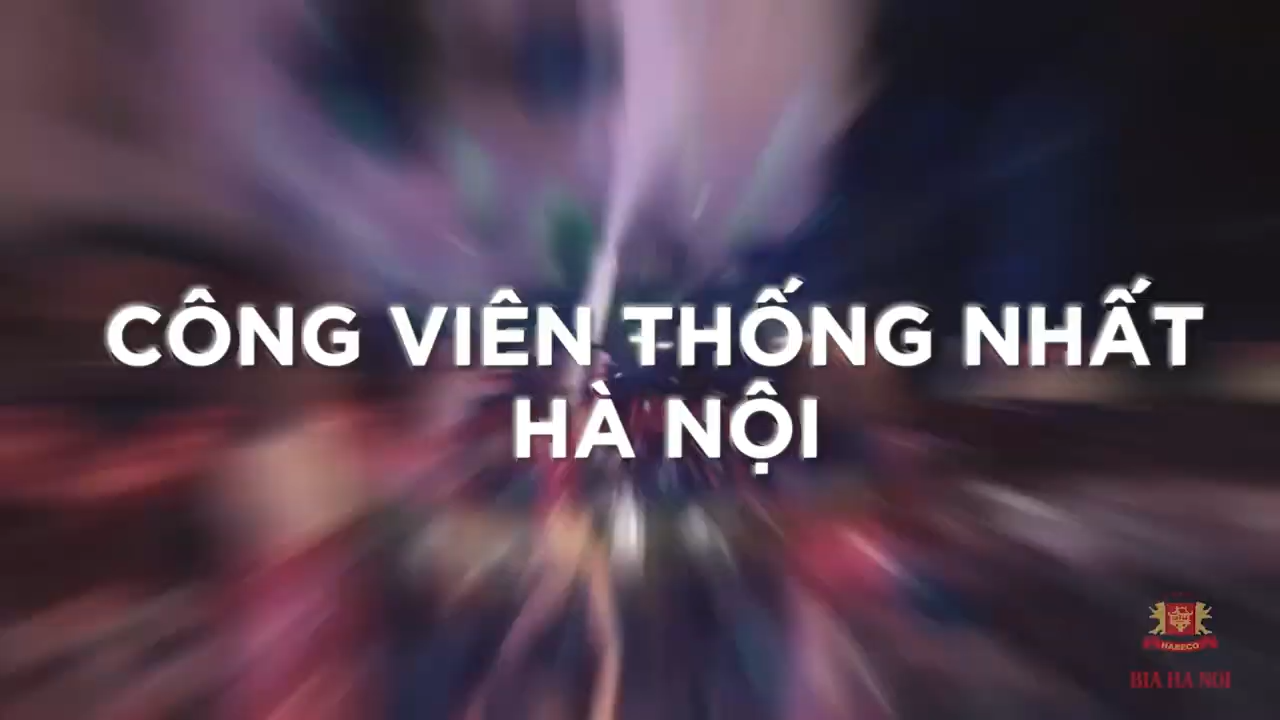 CÔNG VIÊN THỐNG NHẤT
HÀ NỘI
HABECO
BIA HA NOI